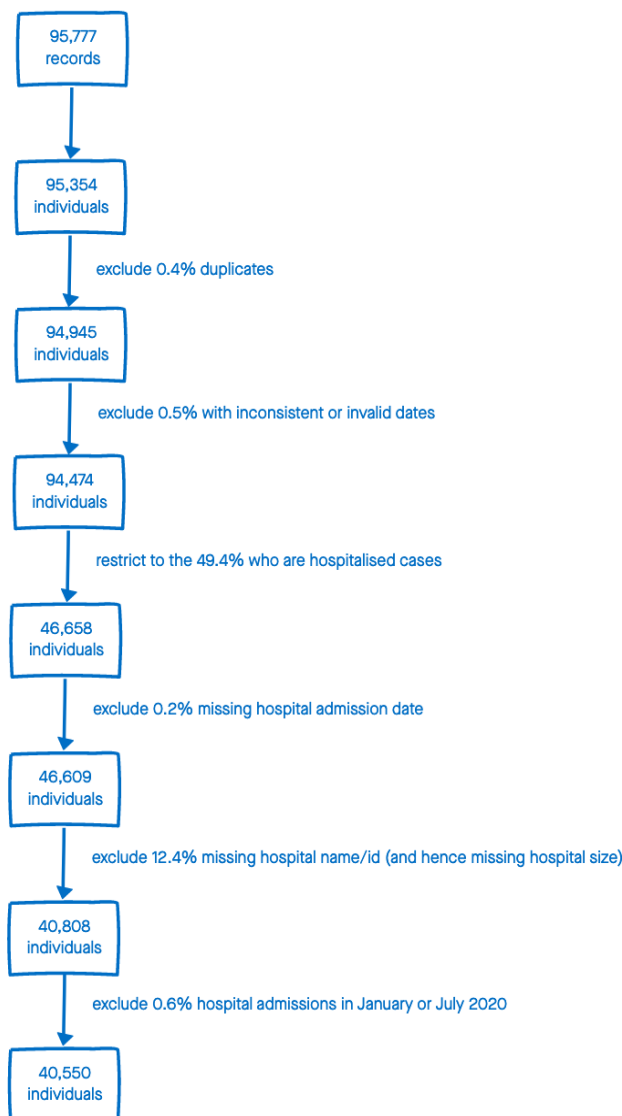 95,777
records
95,354
individuals
exclude 0.4% duplicates
94,945
individuals
exclude 0.5% with inconsistent or invalid dates
94,474
individuals
restrict to the 49.4% who are hospitalised cases
46,658
individuals
exclude 0.2% missing hospital admission date
46,609
individuals
exclude 12.4% missing hospital name/id (and hence missing hospital size)
40,808
individuals
exclude 0.6% hospital admissions in January or July 2020
40,550
individuals